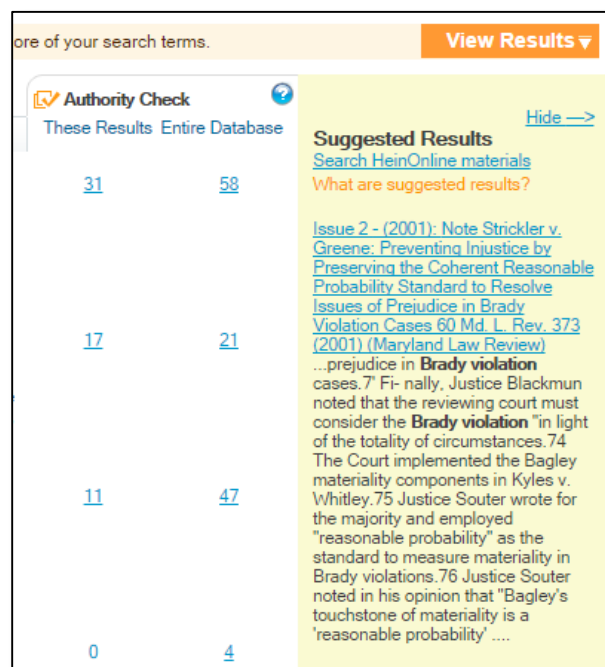 ore of your search terms.
View Results
Authority Check
These Results Entire Database
31 58
17 21
11 47
0 4
Hide —>
Suggested Results
Search HeinOnline materials
What are suggested results?
Issue 2 - (2001): Note Strickler v.
Greene: Preventing Injustice by
Preserving the Coherent Reasonable
Probability Standard to Resolve
Issues of Prejudice in Brady
Violation Cases 60 Md. L. Rev. 373
(2001) (Maryland Law Review)
...prejudice in Brady violation
cases.7' Fi- nally, Justice Blackmun
noted that the reviewing court must
consider the Brady violation "in light
of the totality of circumstances.74
The Court implemented the Bagley
materiality components in Kyles v.
Whitley.75 Justice Souter wrote for
the majority and employed
"reasonable probability" as the
standard to measure materiality in
Brady violations.76 Justice Souter
noted in his opinion that "Bagley's
touchstone of materiality is a
'reasonable probability' ....